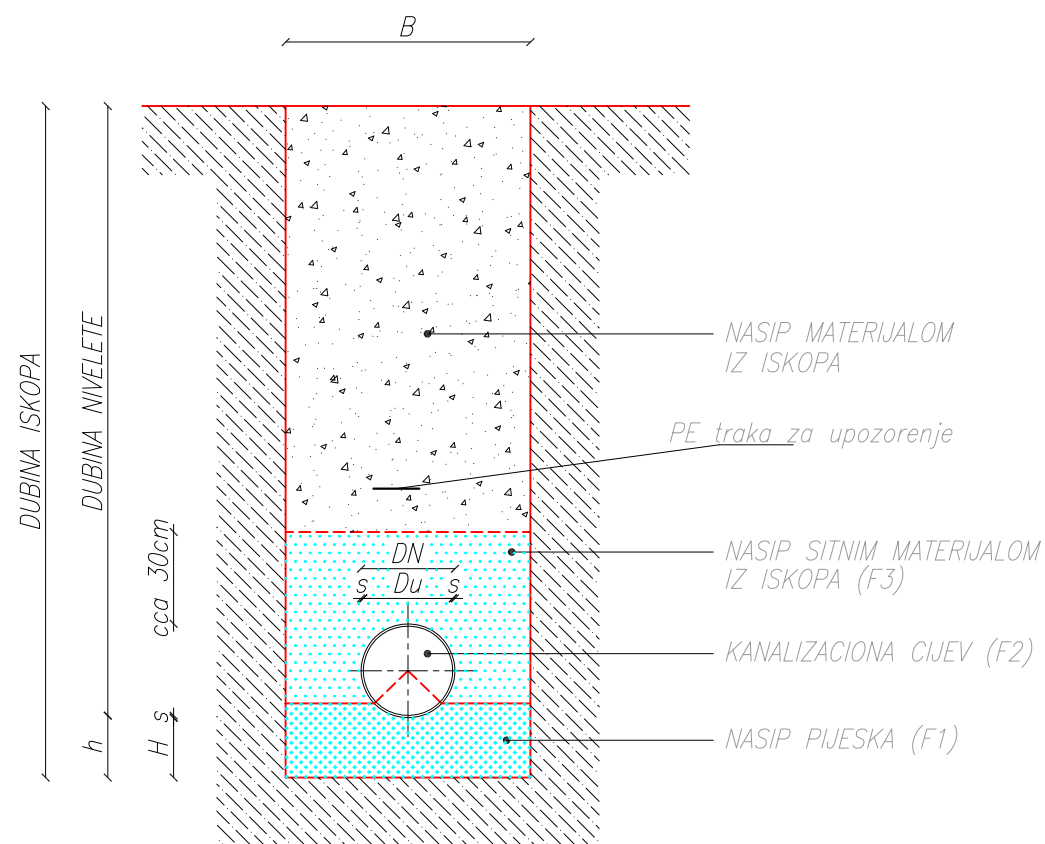 B
DUBINA ISKOPA
DUBINA NIVELETE
NASIP MATERIJALOM
IZ ISKOPA
PE traka za upozorenje
cca 30cm
DN
s Du s
NASIP SITNIM MATERIJALOM
IZ ISKOPA (F3)
KANALIZACIONA CIJEV (F2)
s
h
H
NASIP PIJESKA (F1)